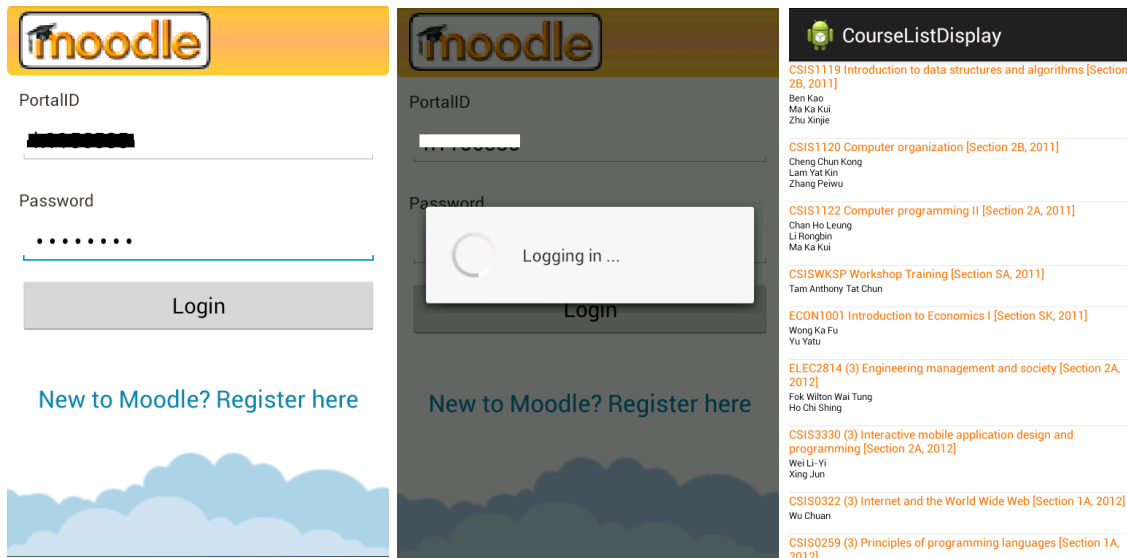 moodle
PortalID
Password
Login
New to Moodle? Register here
moodle
PortalID
Password
Logging in ...
Login
New to Moodle? Register here
CourseListDisplay
CSIS1119 Introduction to data structures and algorithms [Section
2B, 2011]
Ben Kao
Ma Ka Kui
Zhu Xinjie
CSIS1120 Computer organization [Section 2B, 2011]
Cheng Chun Kong
Lam Yat Kin
Zhang Peiwu
CSIS1122 Computer programming II [Section 2A, 2011]
Chan Ho Leung
Li Rongbin
Ma Ka Kui
CSISWKSP Workshop Training [Section SA, 2011]
Tam Anthony Tat Chun
ECON1001 Introduction to Economics I [Section SK, 2011]
Wong Ka Fu
Yu Yatu
ELEC2814 (3) Engineering management and society [Section 2A,
2012]
Fok Wilton Wai Tung
Ho Chi Shing
CSIS3330 (3) Interactive mobile application design and
programming [Section 2A, 2012]
Wei Li-Yi
Xing Jun
CSIS0322 (3) Internet and the World Wide Web [Section 1A, 2012]
Wu Chuan
CSIS0259 (3) Principles of programming languages [Section 1A,
2012]